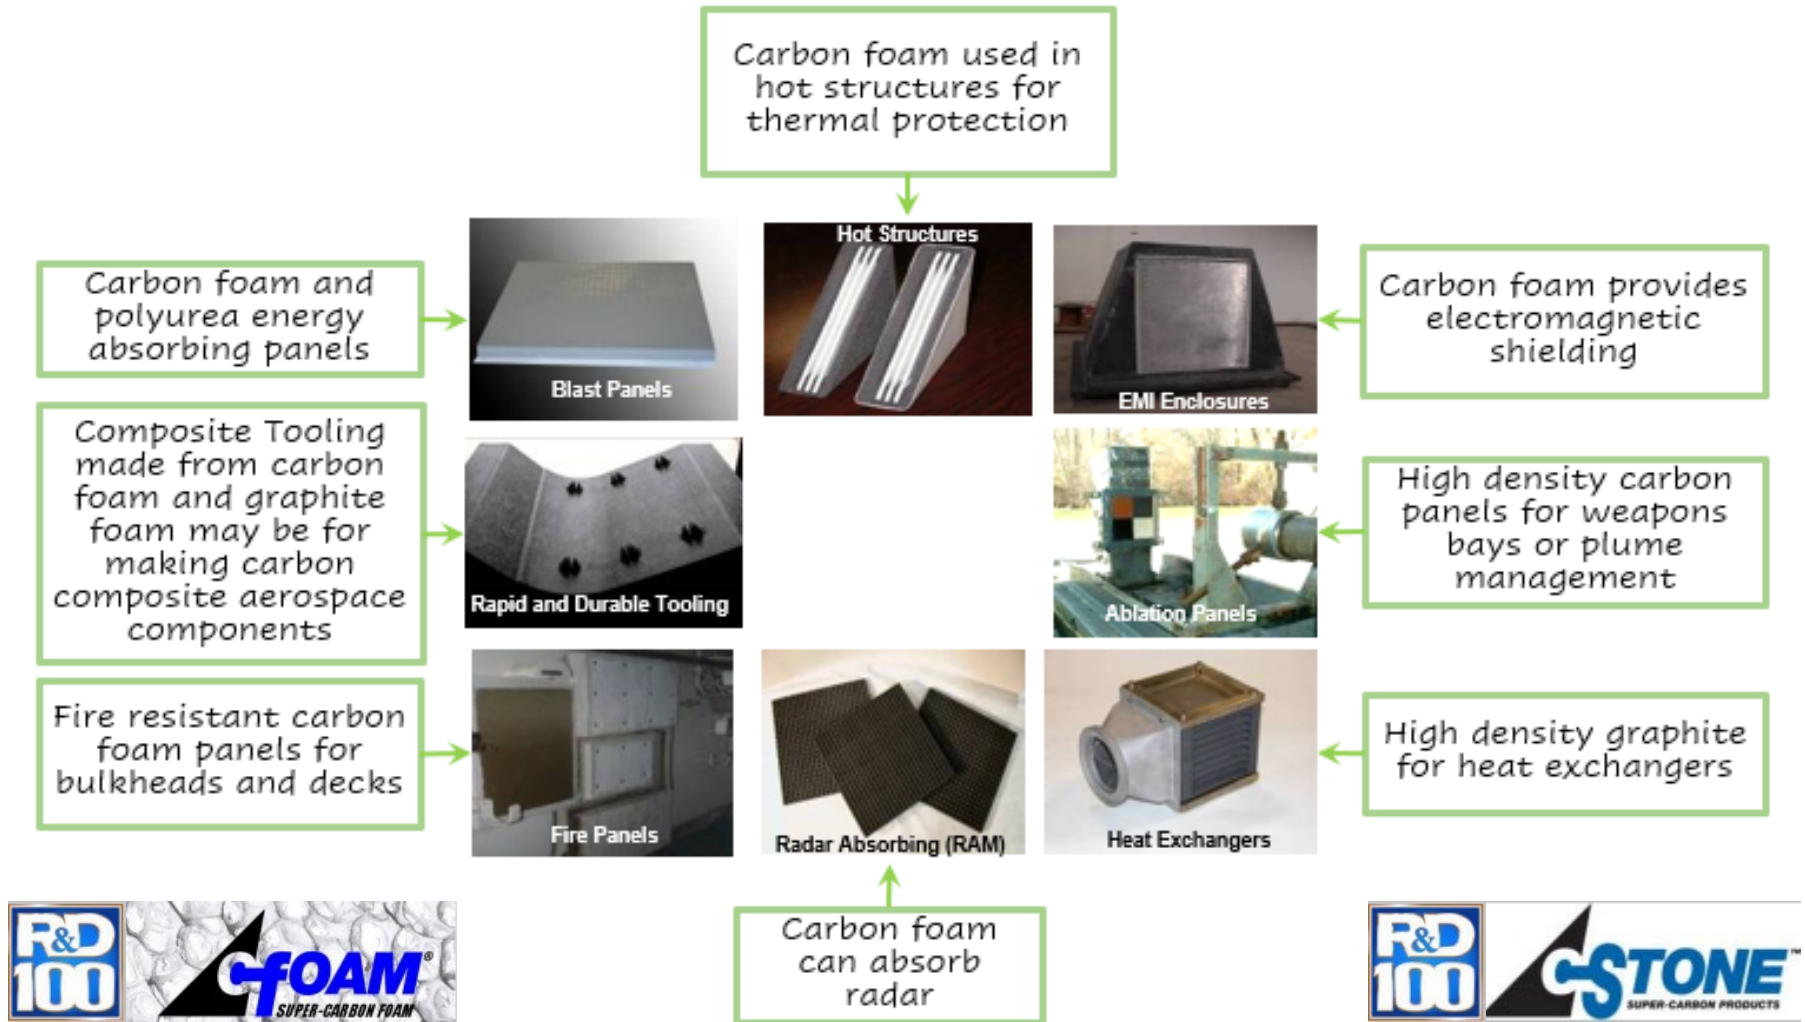 Carbon foam used in
hot structures for
thermal protection
Carbon foam and
polyurea energy
absorbing panels
Blast Panels
Hot Structures
EMI Enclosures
Carbon foam provides
electromagnetic
shielding
Composite Tooling
made from carbon
foam and graphite
foam may be for
making carbon
composite aerospace
components
Rapid and Durable Tooling
Ablation Panels
High density carbon
panels for weapons
bays or plume
management
Fire resistant carbon
foam panels for
bulkheads and decks
Fire Panels
Radar Absorbing (RAM)
Heat Exchangers
High density graphite
for heat exchangers
Carbon foam
can absorb
radar
R&D
100
CFOAM®
SUPER-CARBON FOAM
R&D
100
C-STONE™
SUPER-CARBON PRODUCTS